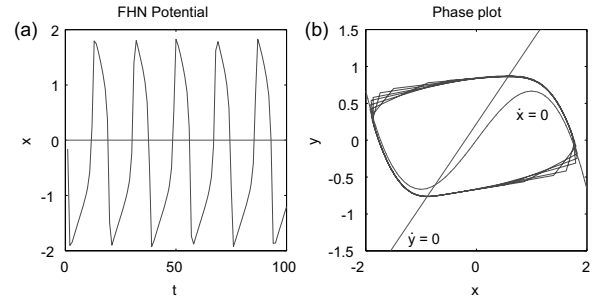 FHN Potential
(a)
2
1
0
-1
-2
x
0
50
100
t
Phase plot
(b)
1.5
1
0.5
0
-0.5
-1
-1.5
y
ẋ = 0
ẏ = 0
-2
0
2
x